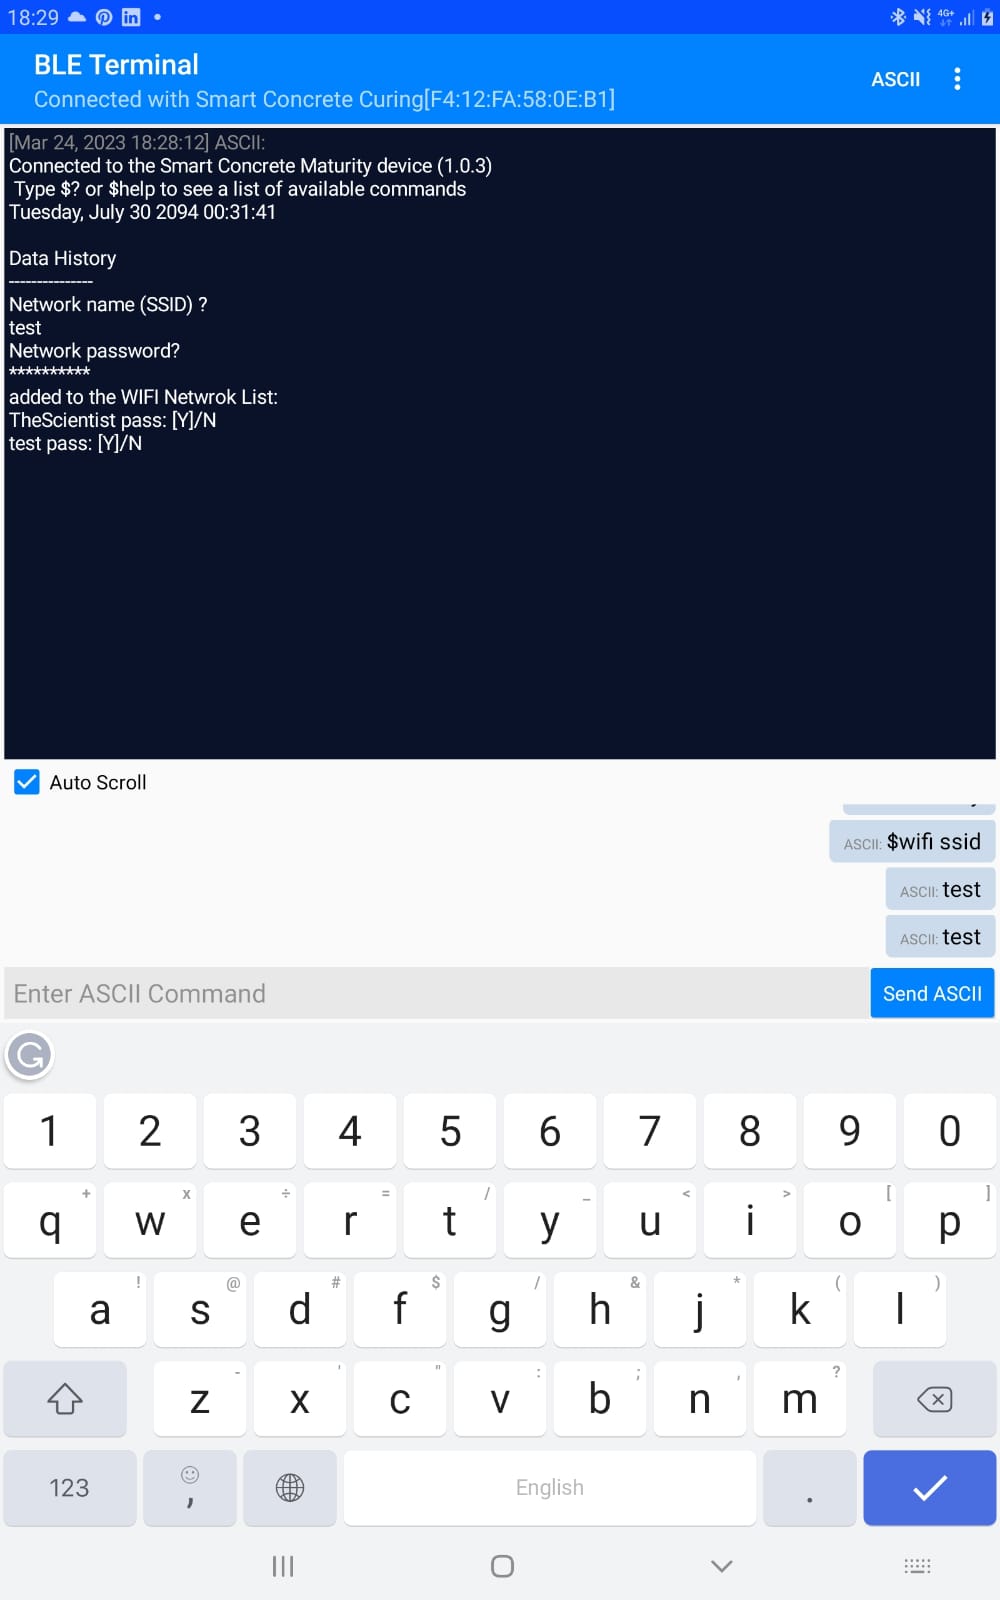 18:29
4G+
BLE Terminal
Connected with Smart Concrete Curing[F4:12:FA:58:0E:B1]
ASCII
[Mar 24, 2023 18:28:12] ASCII:
Connected to the Smart Concrete Maturity device (1.0.3)
Type $? or $help to see a list of available commands
Tuesday, July 30 2094 00:31:41
Data History
---------------
Network name (SSID) ?
test
Network password?
**********
added to the WIFI Netwrok List:
TheScientist pass: [Y]/N
test pass: [Y]/N
Auto Scroll
ASCII: $wifi ssid
ASCII: test
ASCII: test
Enter ASCII Command
Send ASCII
1 2 3 4 5 6 7 8 9 0
+ x ÷ = / _ < > [ ]
q w e r t y u i o p
! @ # $ / & * ( )
a s d f g h j k l
- ' " : ; , ?
z x c v b n m
123 , English .